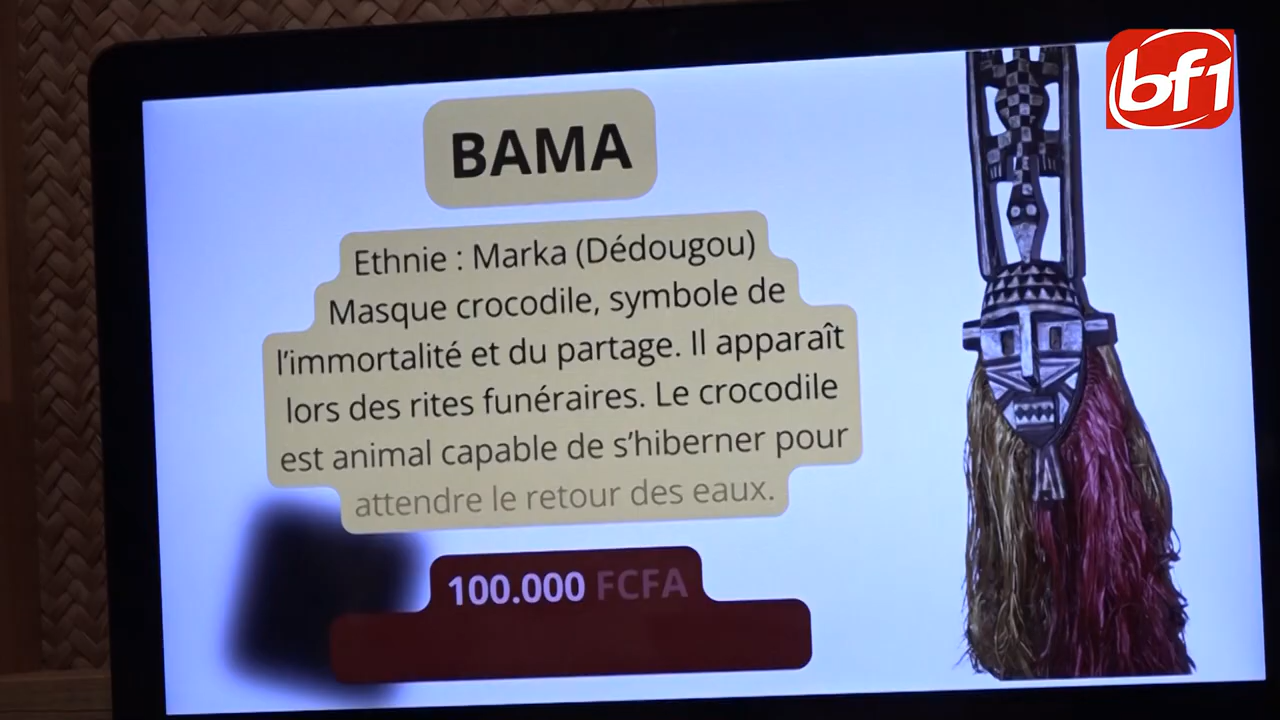 bf1
BAMA
Ethnie : Marka (Dédougou)
Masque crocodile, symbole de
l'immortalité et du partage. Il apparaît
lors des rites funéraires. Le crocodile
est animal capable de s'hiberner pour
attendre le retour des eaux.
100.000 FCFA